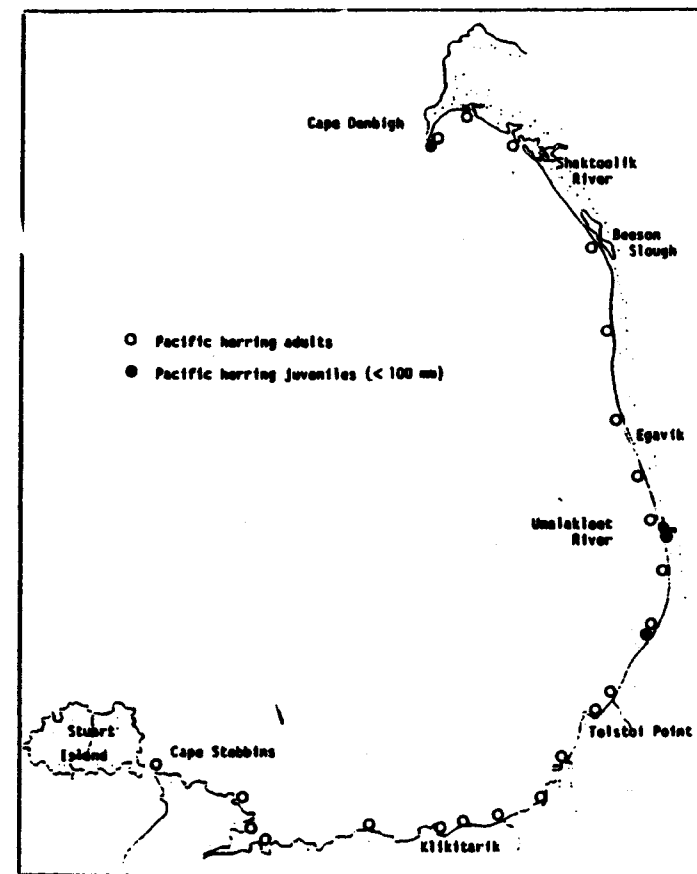 Cape Denbigh
Shaktoolik
River
Beeson
Slough
Pacific herring adults
Pacific herring juveniles (< 100 mm)
Egavik
Unalakleet
River
Tolstoi Point
Stuart
Island
Cape Stebbins
Klikitarik